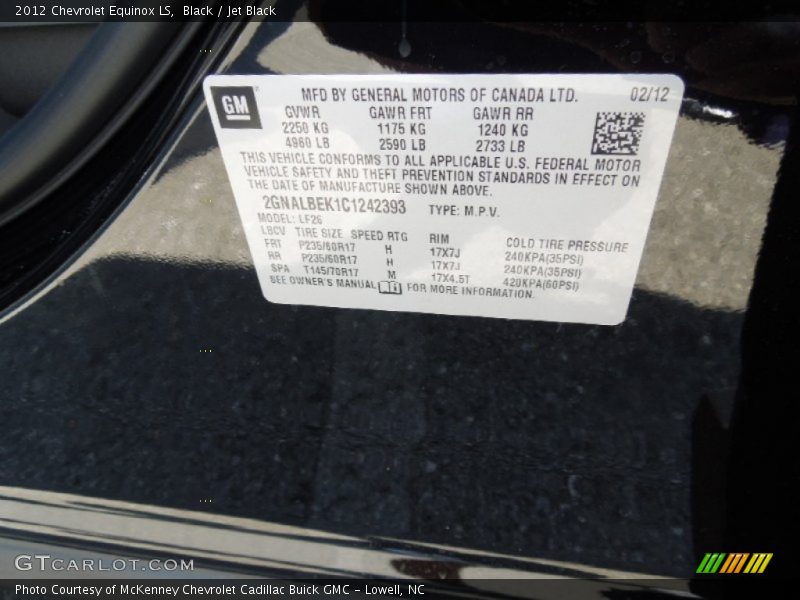 2012 Chevrolet Equinox LS, Black / Jet Black
GM
MFD BY GENERAL MOTORS OF CANADA LTD. 02/12
GVWR GAWR FRT GAWR RR
2250 KG 1175 KG 1240 KG
4960 LB 2590 LB 2733 LB
THIS VEHICLE CONFORMS TO ALL APPLICABLE U.S. FEDERAL MOTOR
VEHICLE SAFETY AND THEFT PREVENTION STANDARDS IN EFFECT ON
THE DATE OF MANUFACTURE SHOWN ABOVE.
2GNALBEK1C1242393 TYPE: M.P.V.
MODEL: LF26
LBCV TIRE SIZE SPEED RTG RIM COLD TIRE PRESSURE
FRT P235/60R17 H 17X7J 240KPA(35PSI)
RR P235/60R17 H 17X7J 240KPA(35PSI)
SPA T145/70R17 M 17X4.5T 420KPA(60PSI)
SEE OWNER'S MANUAL FOR MORE INFORMATION.
GTCARLOT.COM
Photo Courtesy of McKenney Chevrolet Cadillac Buick GMC - Lowell, NC